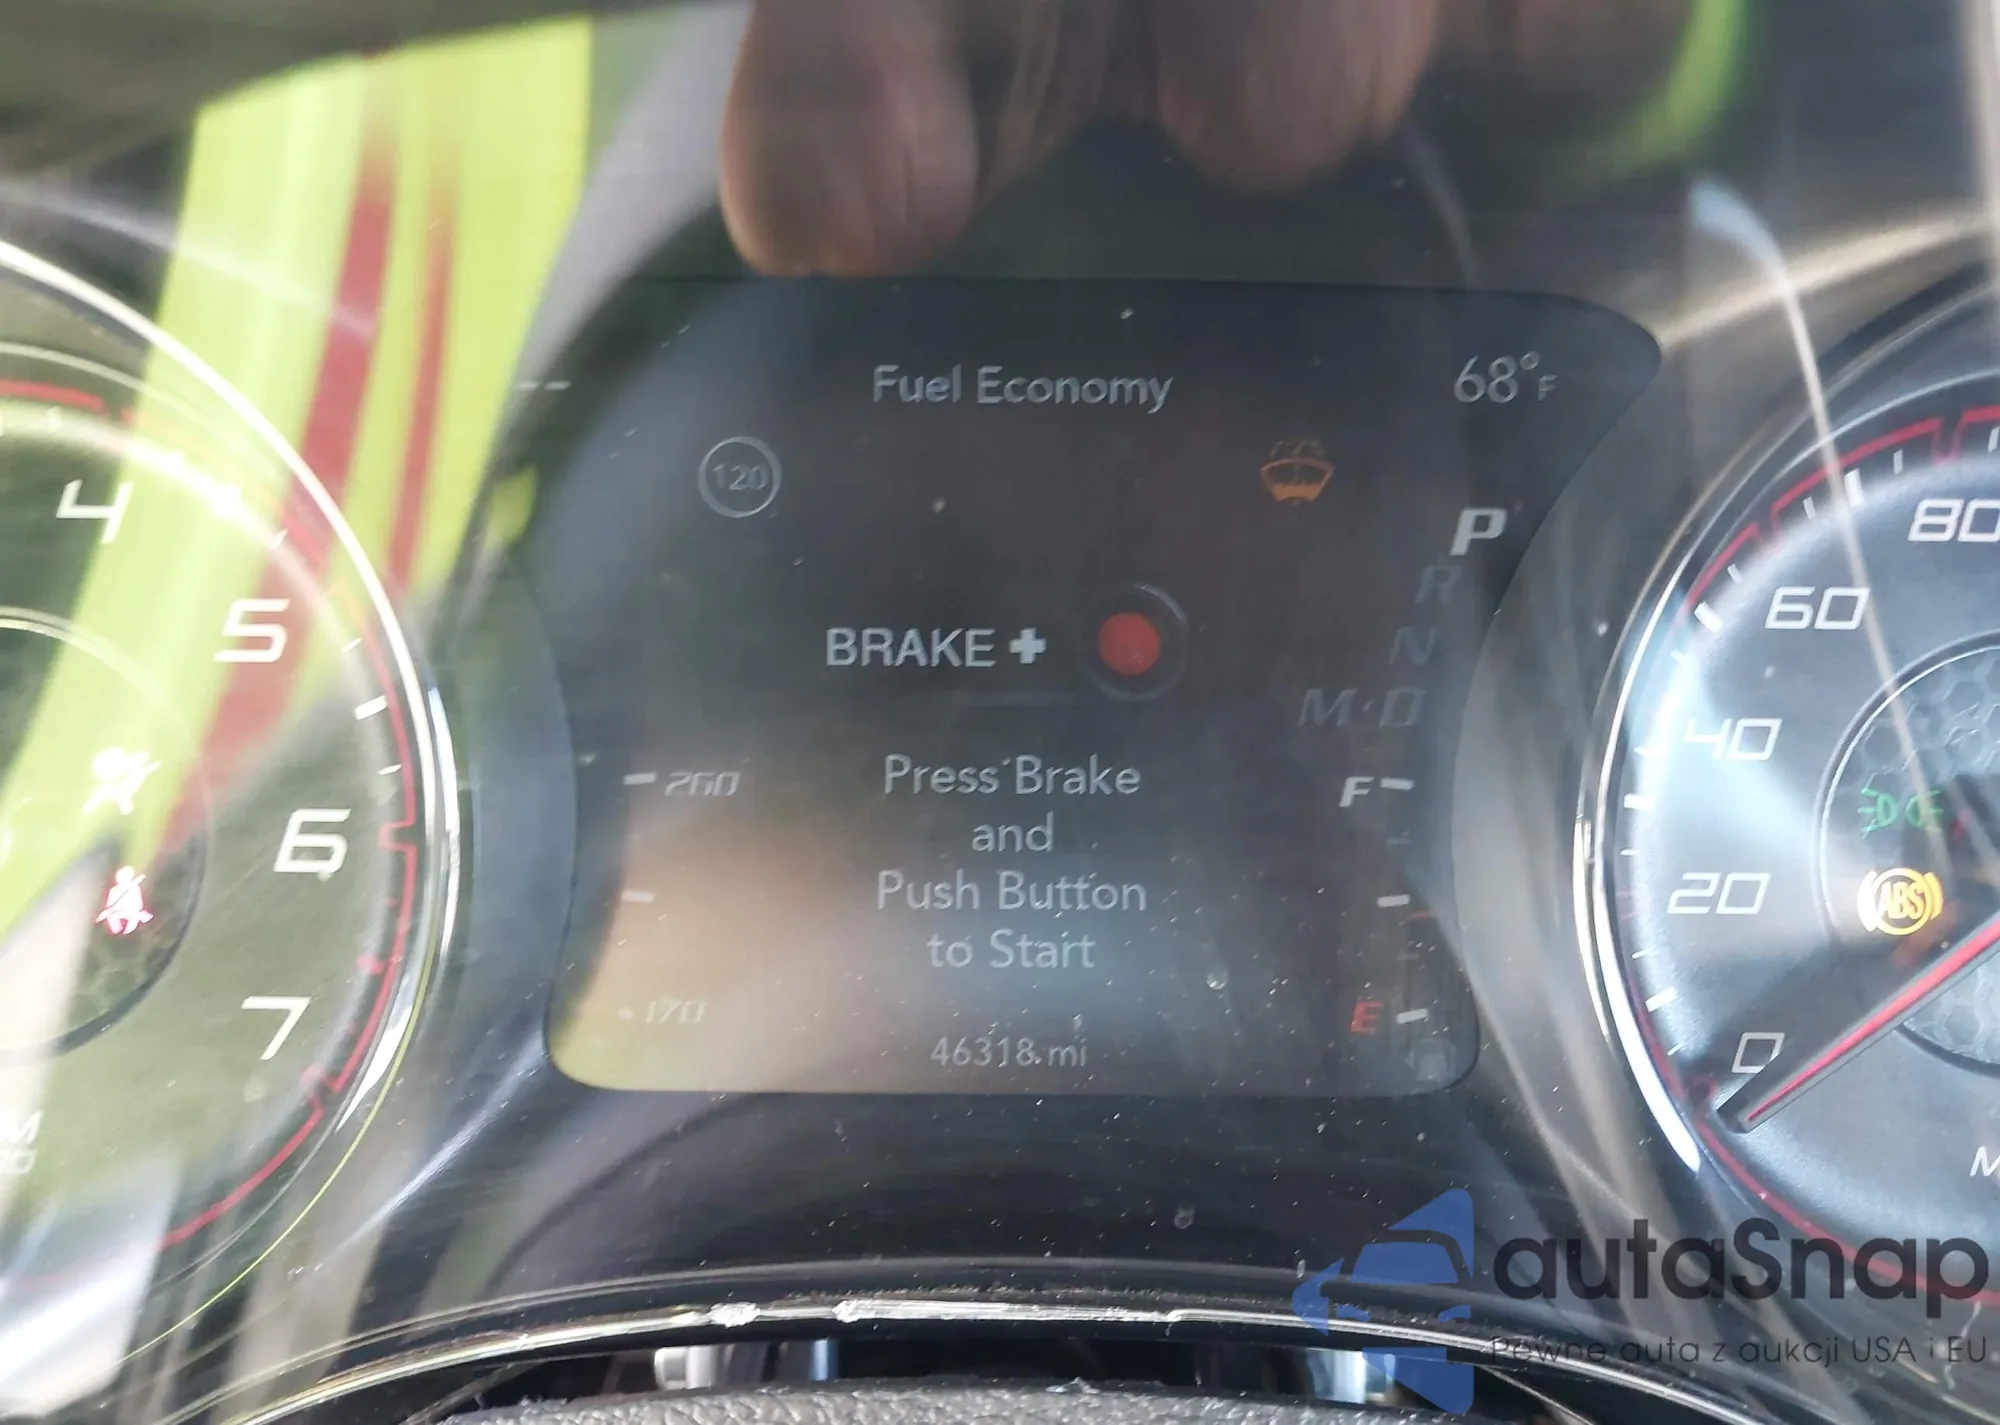 Fuel Economy
68°F
120
P
R
N
M·D
BRAKE +
Press Brake
and
Push Button
to Start
260
170
F
E
46318 mi
4
5
6
7
80
60
40
20
0
ABS
autaSnap
Pewne auta z aukcji USA i EU